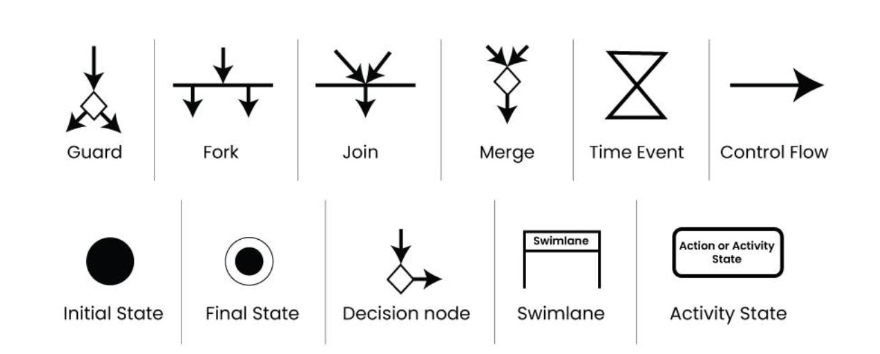 Guard
Fork
Join
Merge
Time Event
Control Flow
Swimlane
Action or Activity
State
Initial State
Final State
Decision node
Swimlane
Activity State